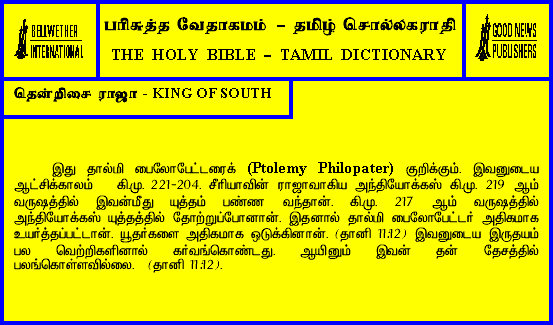 BELLWETHER
INTERNATIONAL
பரிசுத்த வேதாகமம் – தமிழ் சொல்லகராதி
THE HOLY BIBLE – TAMIL DICTIONARY
GOOD NEWS
PUBLISHERS
தென்றிசை ராஜா - KING OF SOUTH
இது தால்மி பைலோபேட்டரைக் (Ptolemy Philopater) குறிக்கும். இவனுடைய
ஆட்சிக்காலம் கி.மு. 221-204. சீரியாவின் ராஜாவாகிய அந்தியோக்கஸ் கி.மு. 219 ஆம்
வருஷத்தில் இவன்மீது யுத்தம் பண்ண வந்தான். கி.மு. 217 ஆம் வருஷத்தில்
அந்தியோக்கஸ் யுத்தத்தில் தோற்றுப்போனான். இதனால் தால்மி பைலோபேட்டர் அதிகமாக
உயர்த்தப்பட்டான். யூதர்களை அதிகமாக ஒடுக்கினான். (தானி 11:12) இவனுடைய இருதயம்
பல வெற்றிகளினால் கர்வங்கொண்டது. ஆயினும் இவன் தன் தேசத்தில்
பலங்கொள்ளவில்லை. (தானி 11:12).